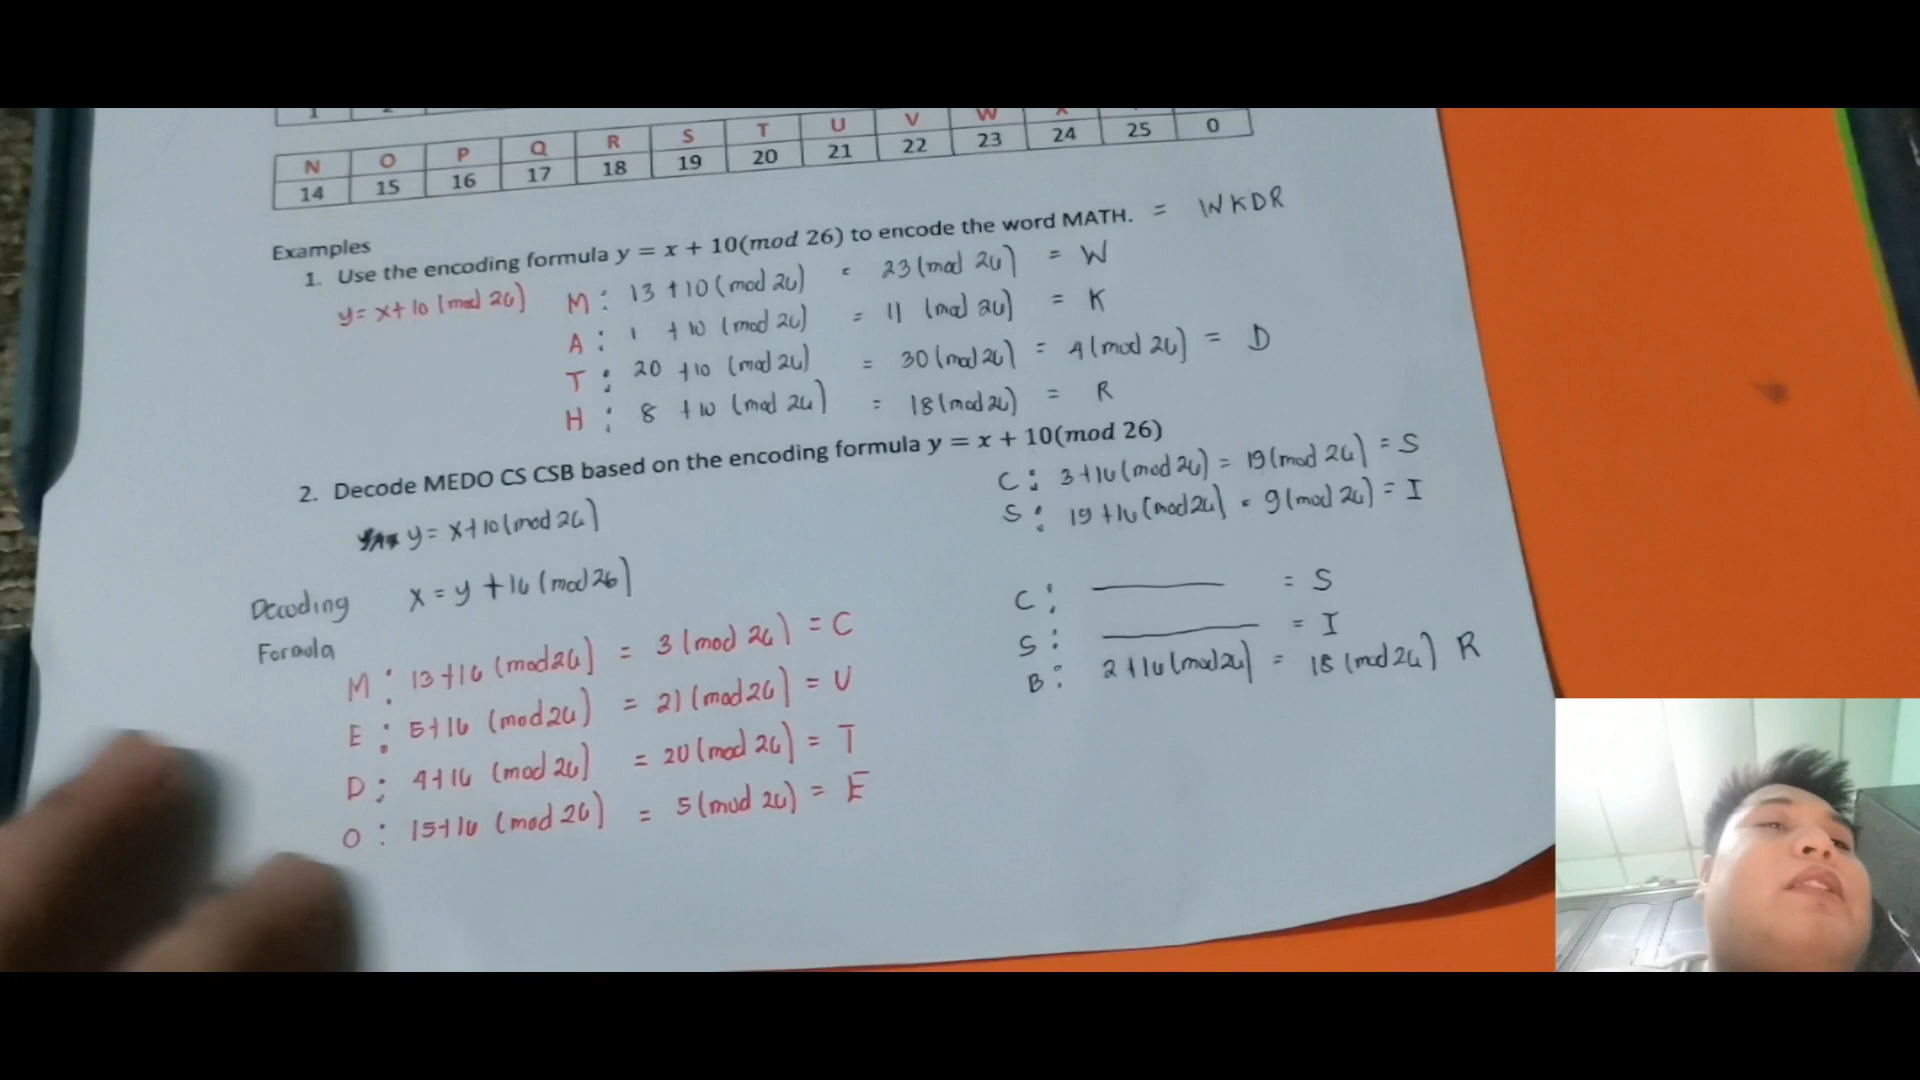 N O P Q R S T U V W
14 15 16 17 18 19 20 21 22 23 24 25 0
Examples
1. Use the encoding formula y = x + 10(mod 26) to encode the word MATH. = WKDR
y = x+10 (mod 26)
M : 13 +10 (mod 26) = 23 (mod 26) = W
A : 1 +10 (mod 26) = 11 (mod 26) = K
T : 20 +10 (mod 26) = 30 (mod 26) = 4 (mod 26) = D
H : 8 +10 (mod 26) = 18 (mod 26) = R
2. Decode MEDO CS CSB based on the encoding formula y = x + 10(mod 26)
y = x+10 (mod 26)
Decoding x = y +16 (mod 26)
Formula
M : 13+16 (mod 26) = 3 (mod 26) = C
E : 5+16 (mod 26) = 21 (mod 26) = U
D : 4+16 (mod 26) = 20 (mod 26) = T
O : 15+16 (mod 26) = 5 (mod 26) = E
C : 3+16 (mod 26) = 19 (mod 26) = S
S : 19+16 (mod 26) = 9 (mod 26) = I
C : = S
S : = I
B : 2+16 (mod 26) = 18 (mod 26) R